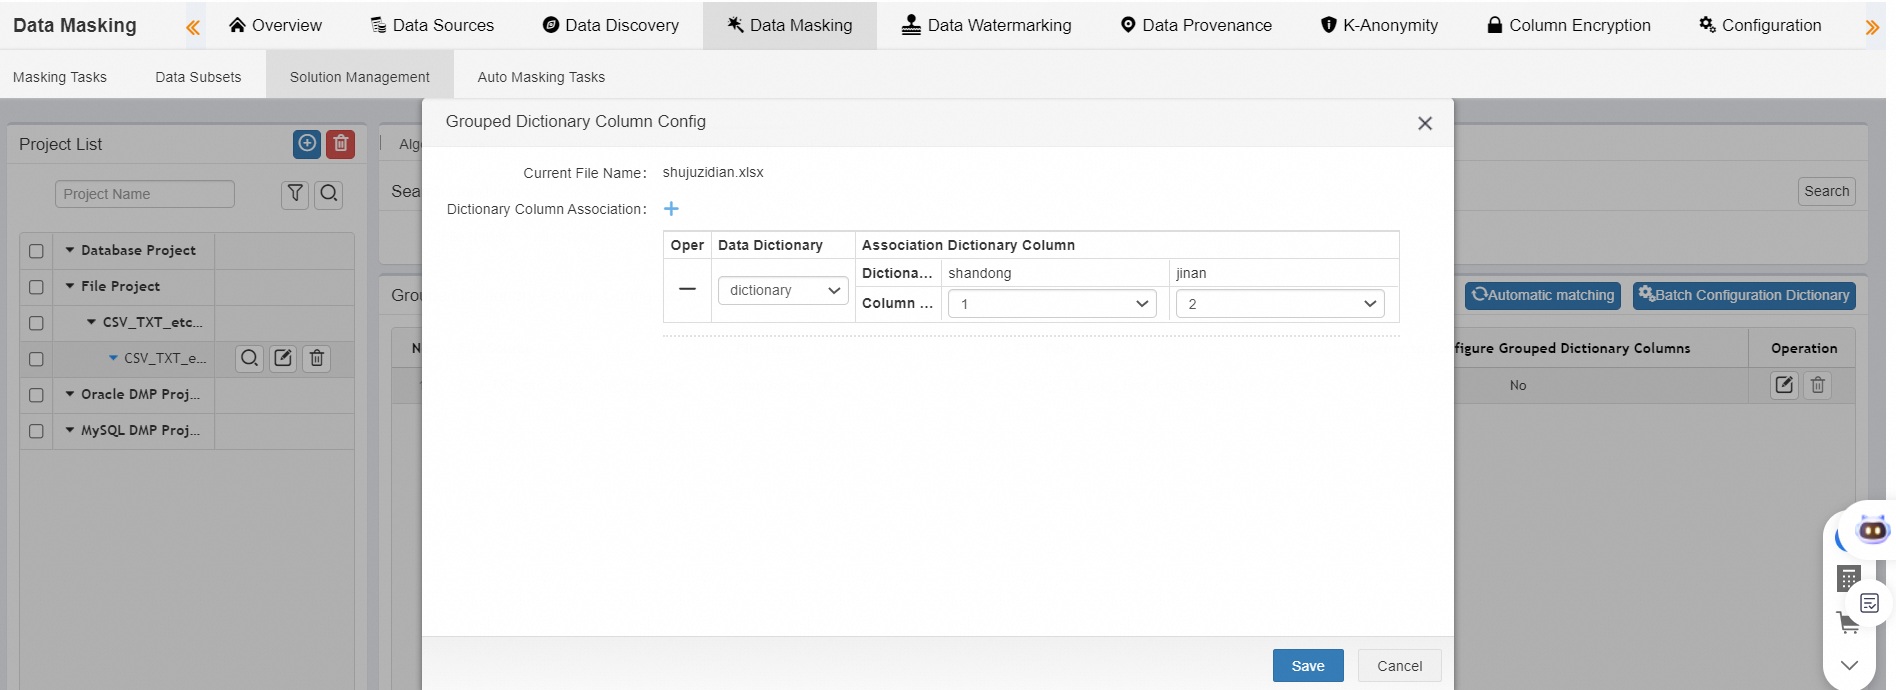 Data Masking
Overview
Data Sources
Data Discovery
Data Masking
Data Watermarking
Data Provenance
K-Anonymity
Column Encryption
Configuration
Masking Tasks
Data Subsets
Solution Management
Auto Masking Tasks
Project List
Project Name
Database Project
File Project
CSV_TXT_etc...
CSV_TXT_e...
Oracle DMP Proj...
MySQL DMP Proj...
Grouped Dictionary Column Config
Current File Name: shujuzidian.xlsx
Dictionary Column Association:
Oper Data Dictionary Association Dictionary Column
dictionary
Dictiona... shandong jinan
Column ... 1 2
Save
Cancel
Search
Automatic matching
Batch Configuration Dictionary
figure Grouped Dictionary Columns
Operation
No